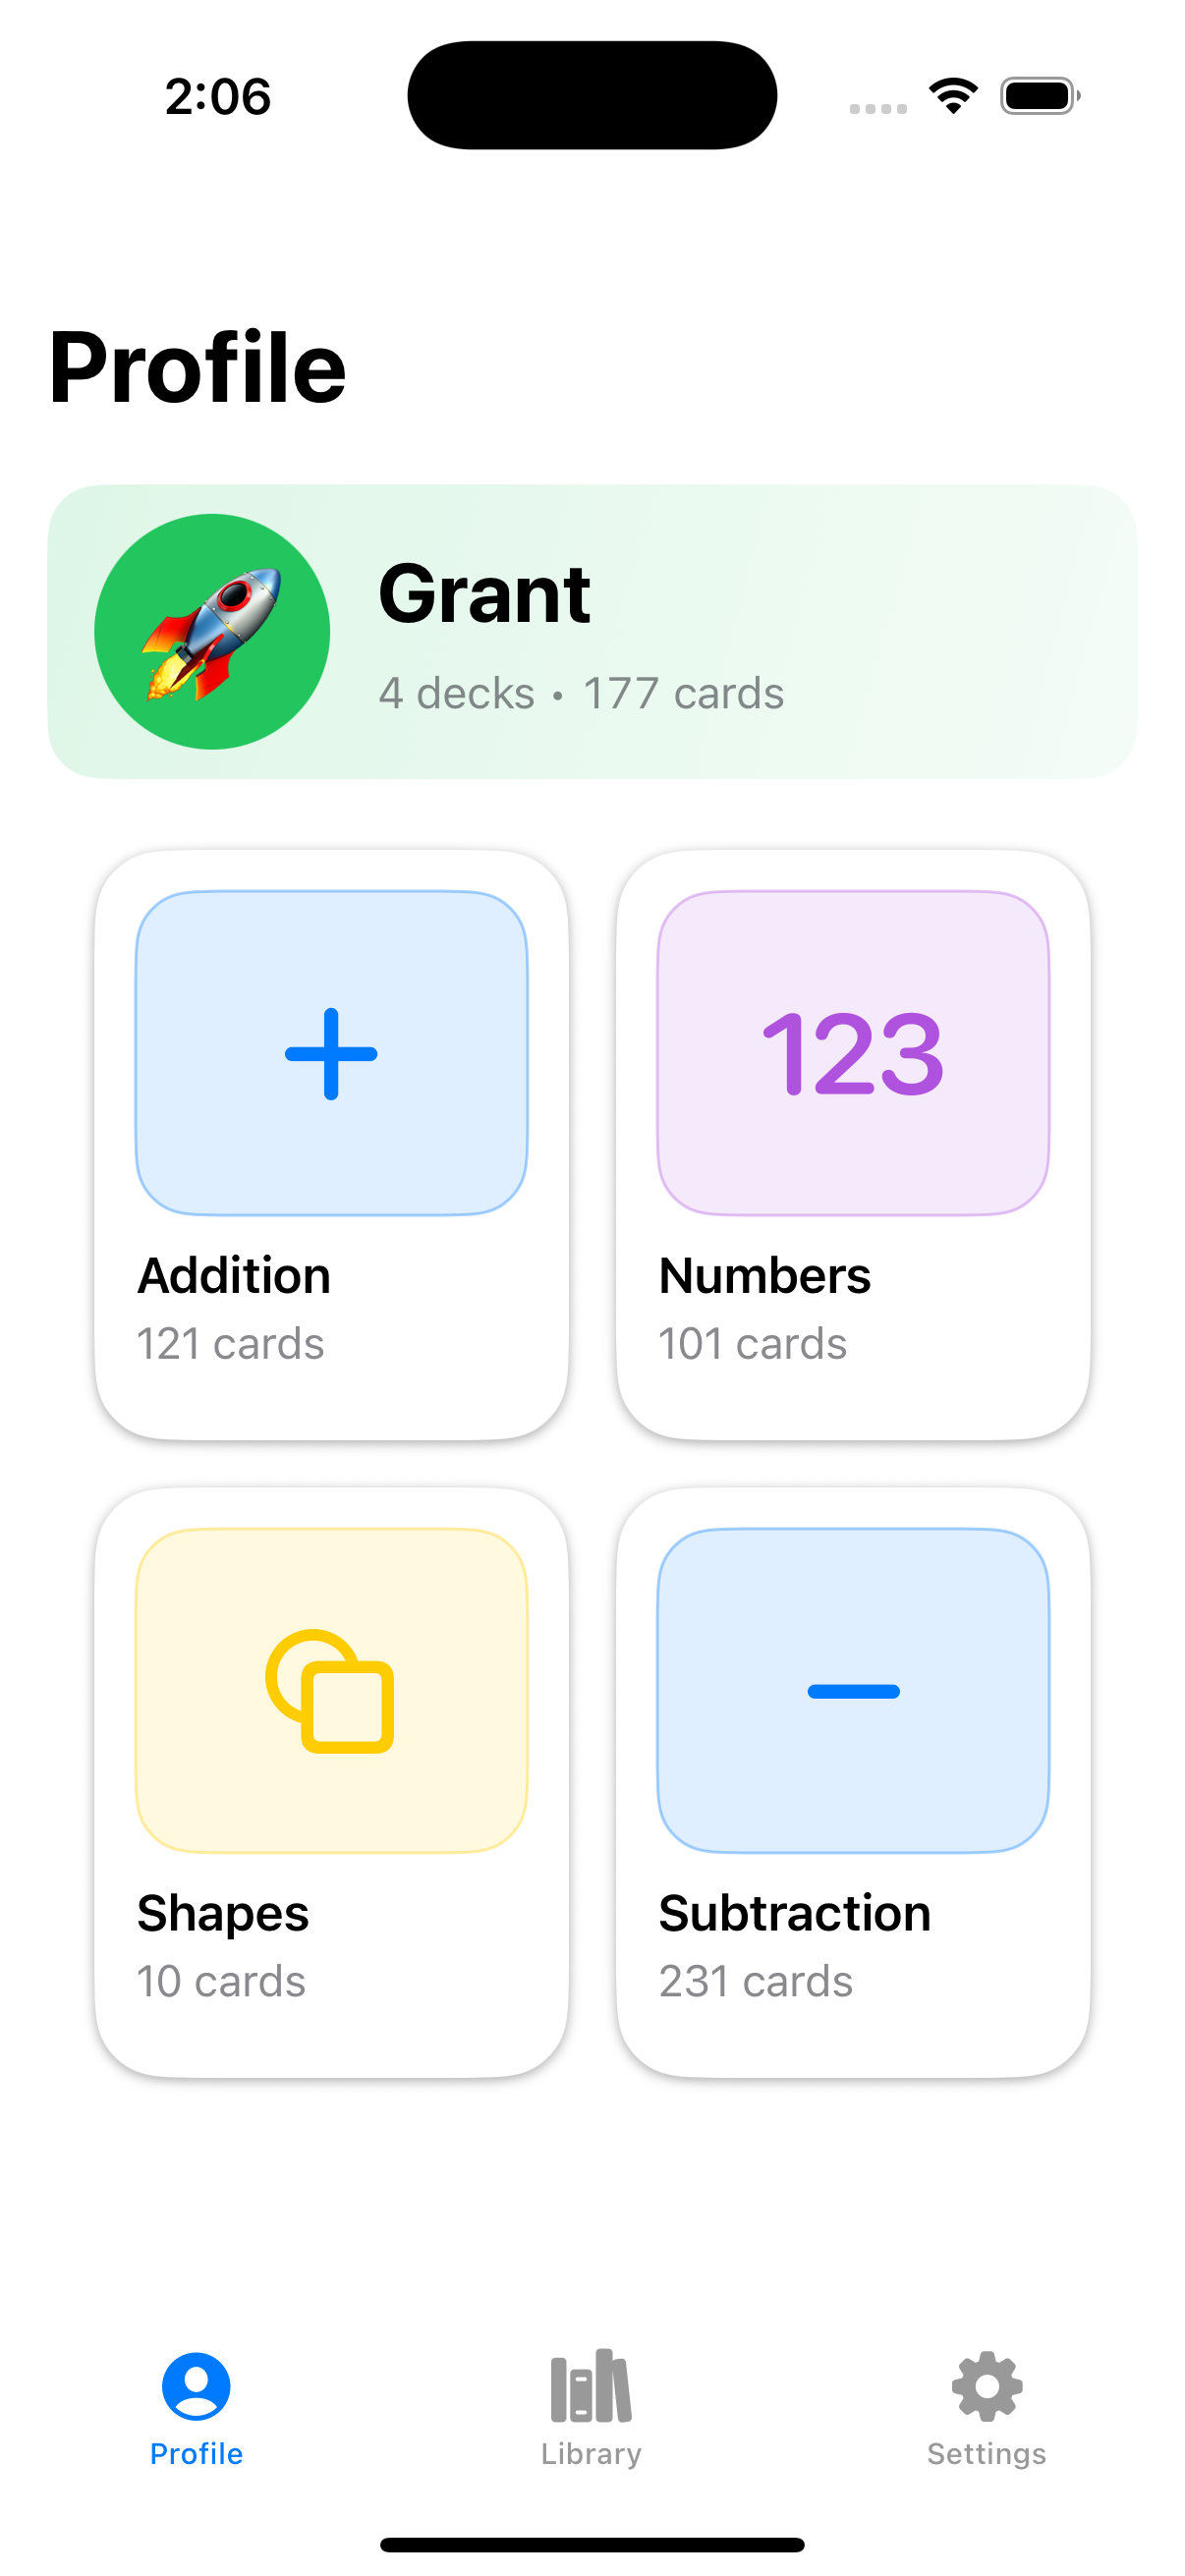 2:06
Profile
Grant
4 decks • 177 cards
123
Addition
121 cards
Numbers
101 cards
Shapes
10 cards
Subtraction
231 cards
Profile
Library
Settings